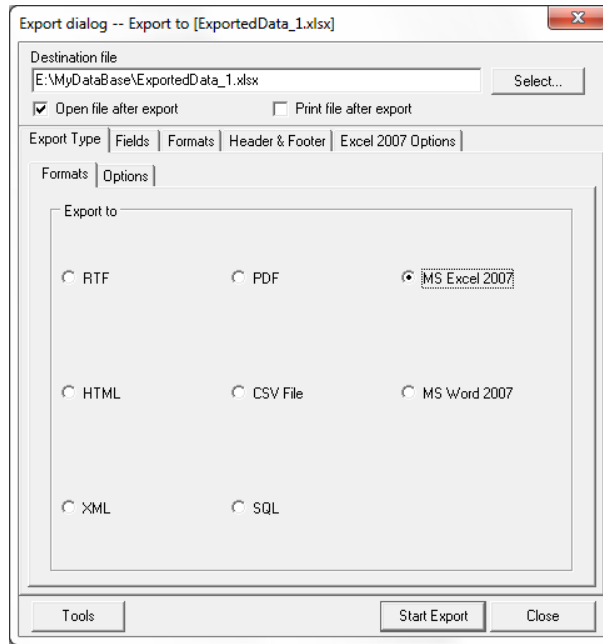 Export dialog -- Export to [ExportedData_1.xlsx]
Destination file
E:\MyDataBase\ExportedData_1.xlsx Select...
Open file after export Print file after export
Export Type Fields Formats Header & Footer Excel 2007 Options
Formats Options
Export to
RTF PDF MS Excel 2007
HTML CSV File MS Word 2007
XML SQL
Tools Start Export Close